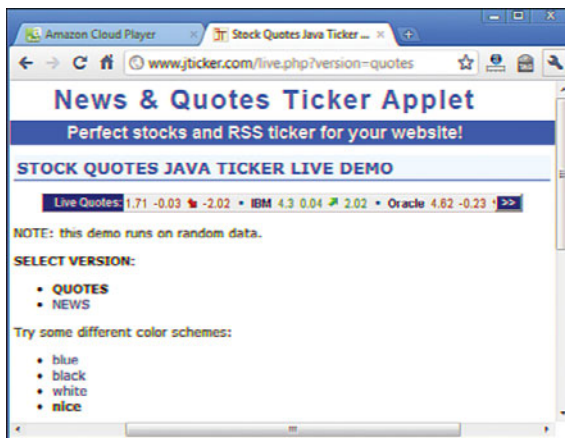 Amazon Cloud Player
Stock Quotes Java Ticker ...
www.jticker.com/live.php?version=quotes
News & Quotes Ticker Applet
Perfect stocks and RSS ticker for your website!
STOCK QUOTES JAVA TICKER LIVE DEMO
Live Quotes: 1.71 -0.03 -2.02 • IBM 4.3 0.04 2.02 • Oracle 4.62 -0.23 >>
NOTE: this demo runs on random data.
SELECT VERSION:
• QUOTES
• NEWS
Try some different color schemes:
• blue
• black
• white
• nice